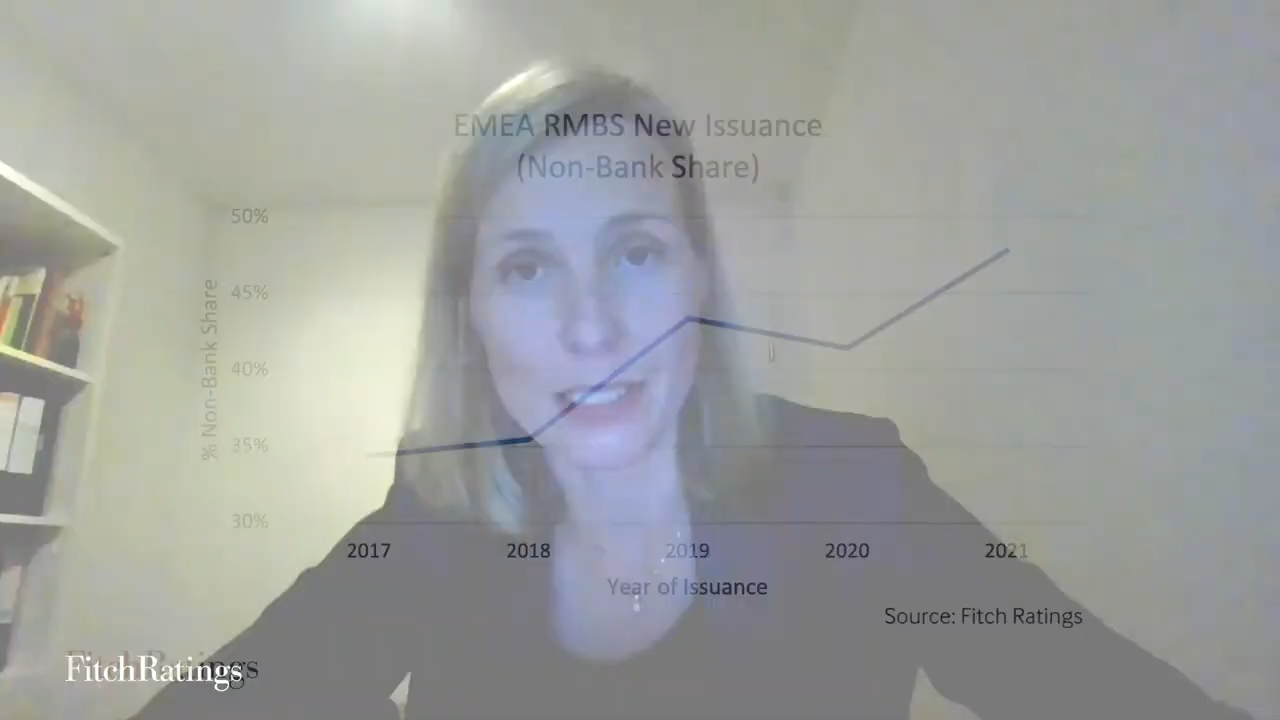 EMEA RMBS New Issuance
(Non-Bank Share)
50%
45%
40%
35%
30%
% Non-Bank Share
2017 2018 2019 2020 2021
Year of Issuance
Source: Fitch Ratings
FitchRatings
FitchRatings